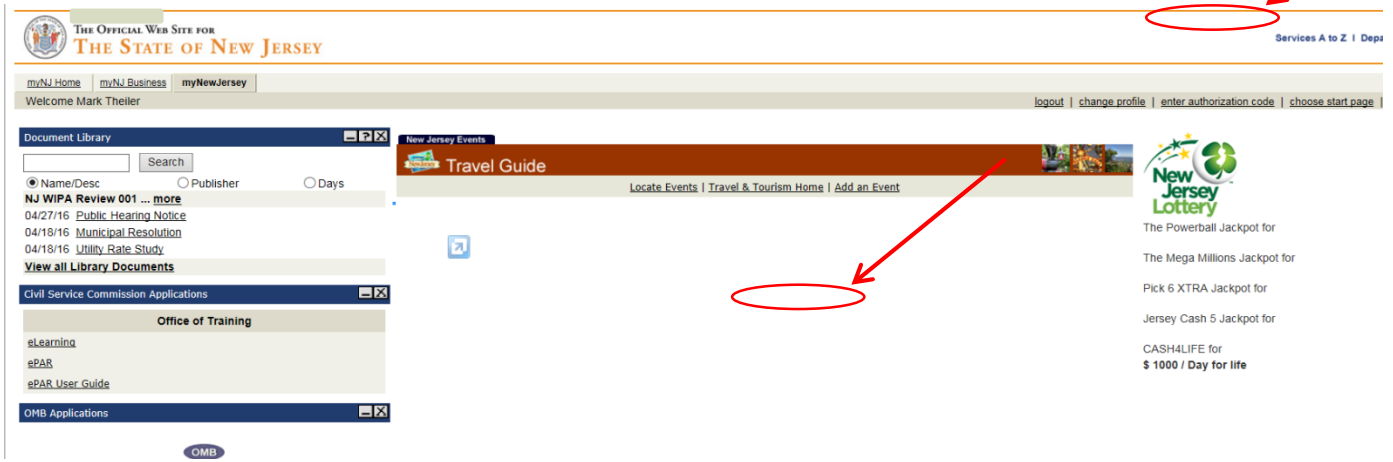 THE OFFICIAL WEB SITE FOR
THE STATE OF NEW JERSEY
Services A to Z | Depa
myNJ Home myNJ Business myNewJersey
Welcome Mark Theiler
logout | change profile | enter authorization code | choose start page |
Document Library
Search
Name/Desc Publisher Days
NJ WIPA Review 001 ... more
04/27/16 Public Hearing Notice
04/18/16 Municipal Resolution
04/18/16 Utility Rate Study
View all Library Documents
Civil Service Commission Applications
Office of Training
eLearning
ePAR
ePAR User Guide
OMB Applications
OMB
New Jersey Events
Travel Guide
Locate Events | Travel & Tourism Home | Add an Event
New
Jersey
Lottery
The Powerball Jackpot for
The Mega Millions Jackpot for
Pick 6 XTRA Jackpot for
Jersey Cash 5 Jackpot for
CASH4LIFE for
$ 1000 / Day for life